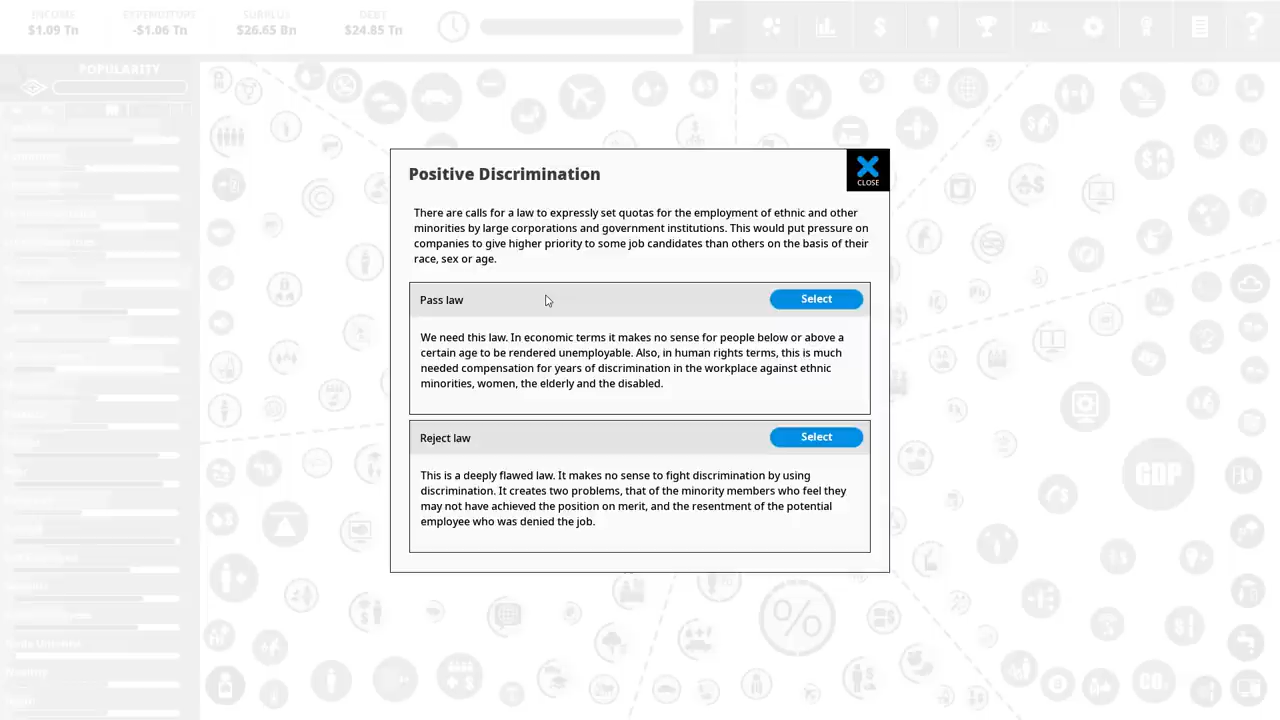 INCOME
EXPENDITURE
SURPLUS
DEBT
$1.09 Tn
-$1.06 Tn
$26.65 Bn
$24.85 Tn
POPULARITY
Positive Discrimination
CLOSE
There are calls for a law to expressly set quotas for the employment of ethnic and other
minorities by large corporations and government institutions. This would put pressure on
companies to give higher priority to some job candidates than others on the basis of their
race, sex or age.
Pass law
Select
We need this law. In economic terms it makes no sense for people below or above a
certain age to be rendered unemployable. Also, in human rights terms, this is much
needed compensation for years of discrimination in the workplace against ethnic
minorities, women, the elderly and the disabled.
Reject law
Select
This is a deeply flawed law. It makes no sense to fight discrimination by using
discrimination. It creates two problems, that of the minority members who feel they
may not have achieved the position on merit, and the resentment of the potential
employee who was denied the job.
GDP